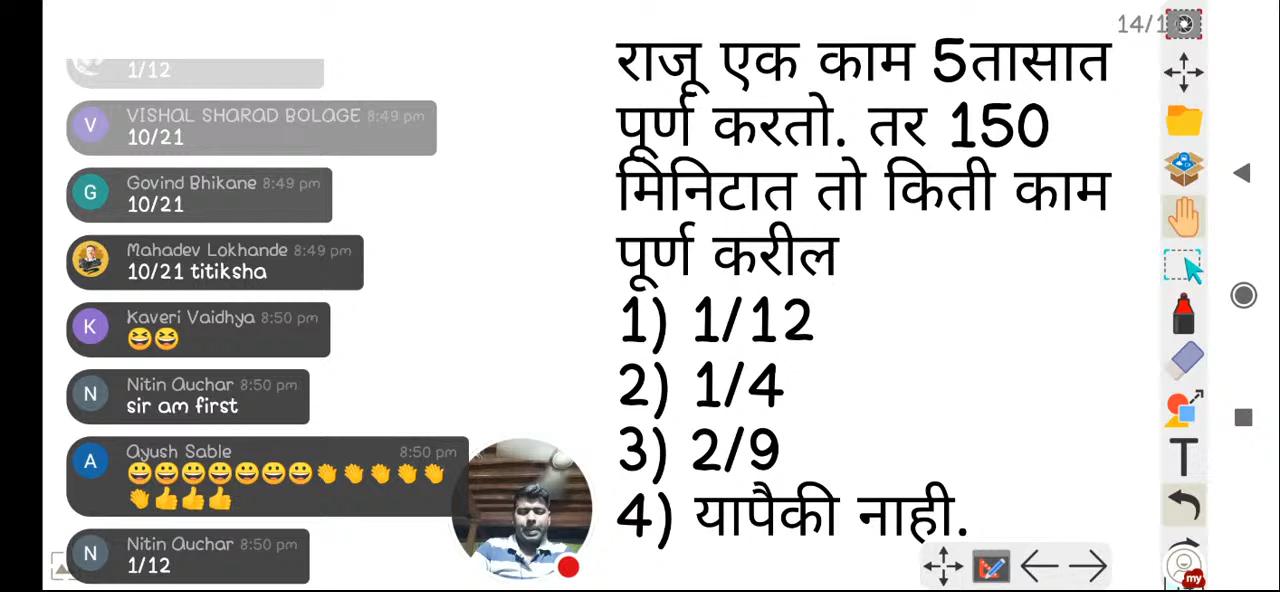 1/12
VISHAL SHARAD BOLAGE 8:49 pm
10/21
Govind Bhikane 8:49 pm
10/21
Mahadev Lokhande 8:49 pm
10/21 titiksha
Kaveri Vaidhya 8:50 pm
😆😆
Nitin Auchar 8:50 pm
sir am first
Ayush Sable 8:50 pm
😀😀😀😀😀😀😀👏👏👏👏👏
👏👍👍👍
Nitin Auchar 8:50 pm
1/12
राजू एक काम 5तासात
पूर्ण करतो. तर 150
मिनिटात तो किती काम
पूर्ण करील
1) 1/12
2) 1/4
3) 2/9
4) यापैकी नाही.
T
my